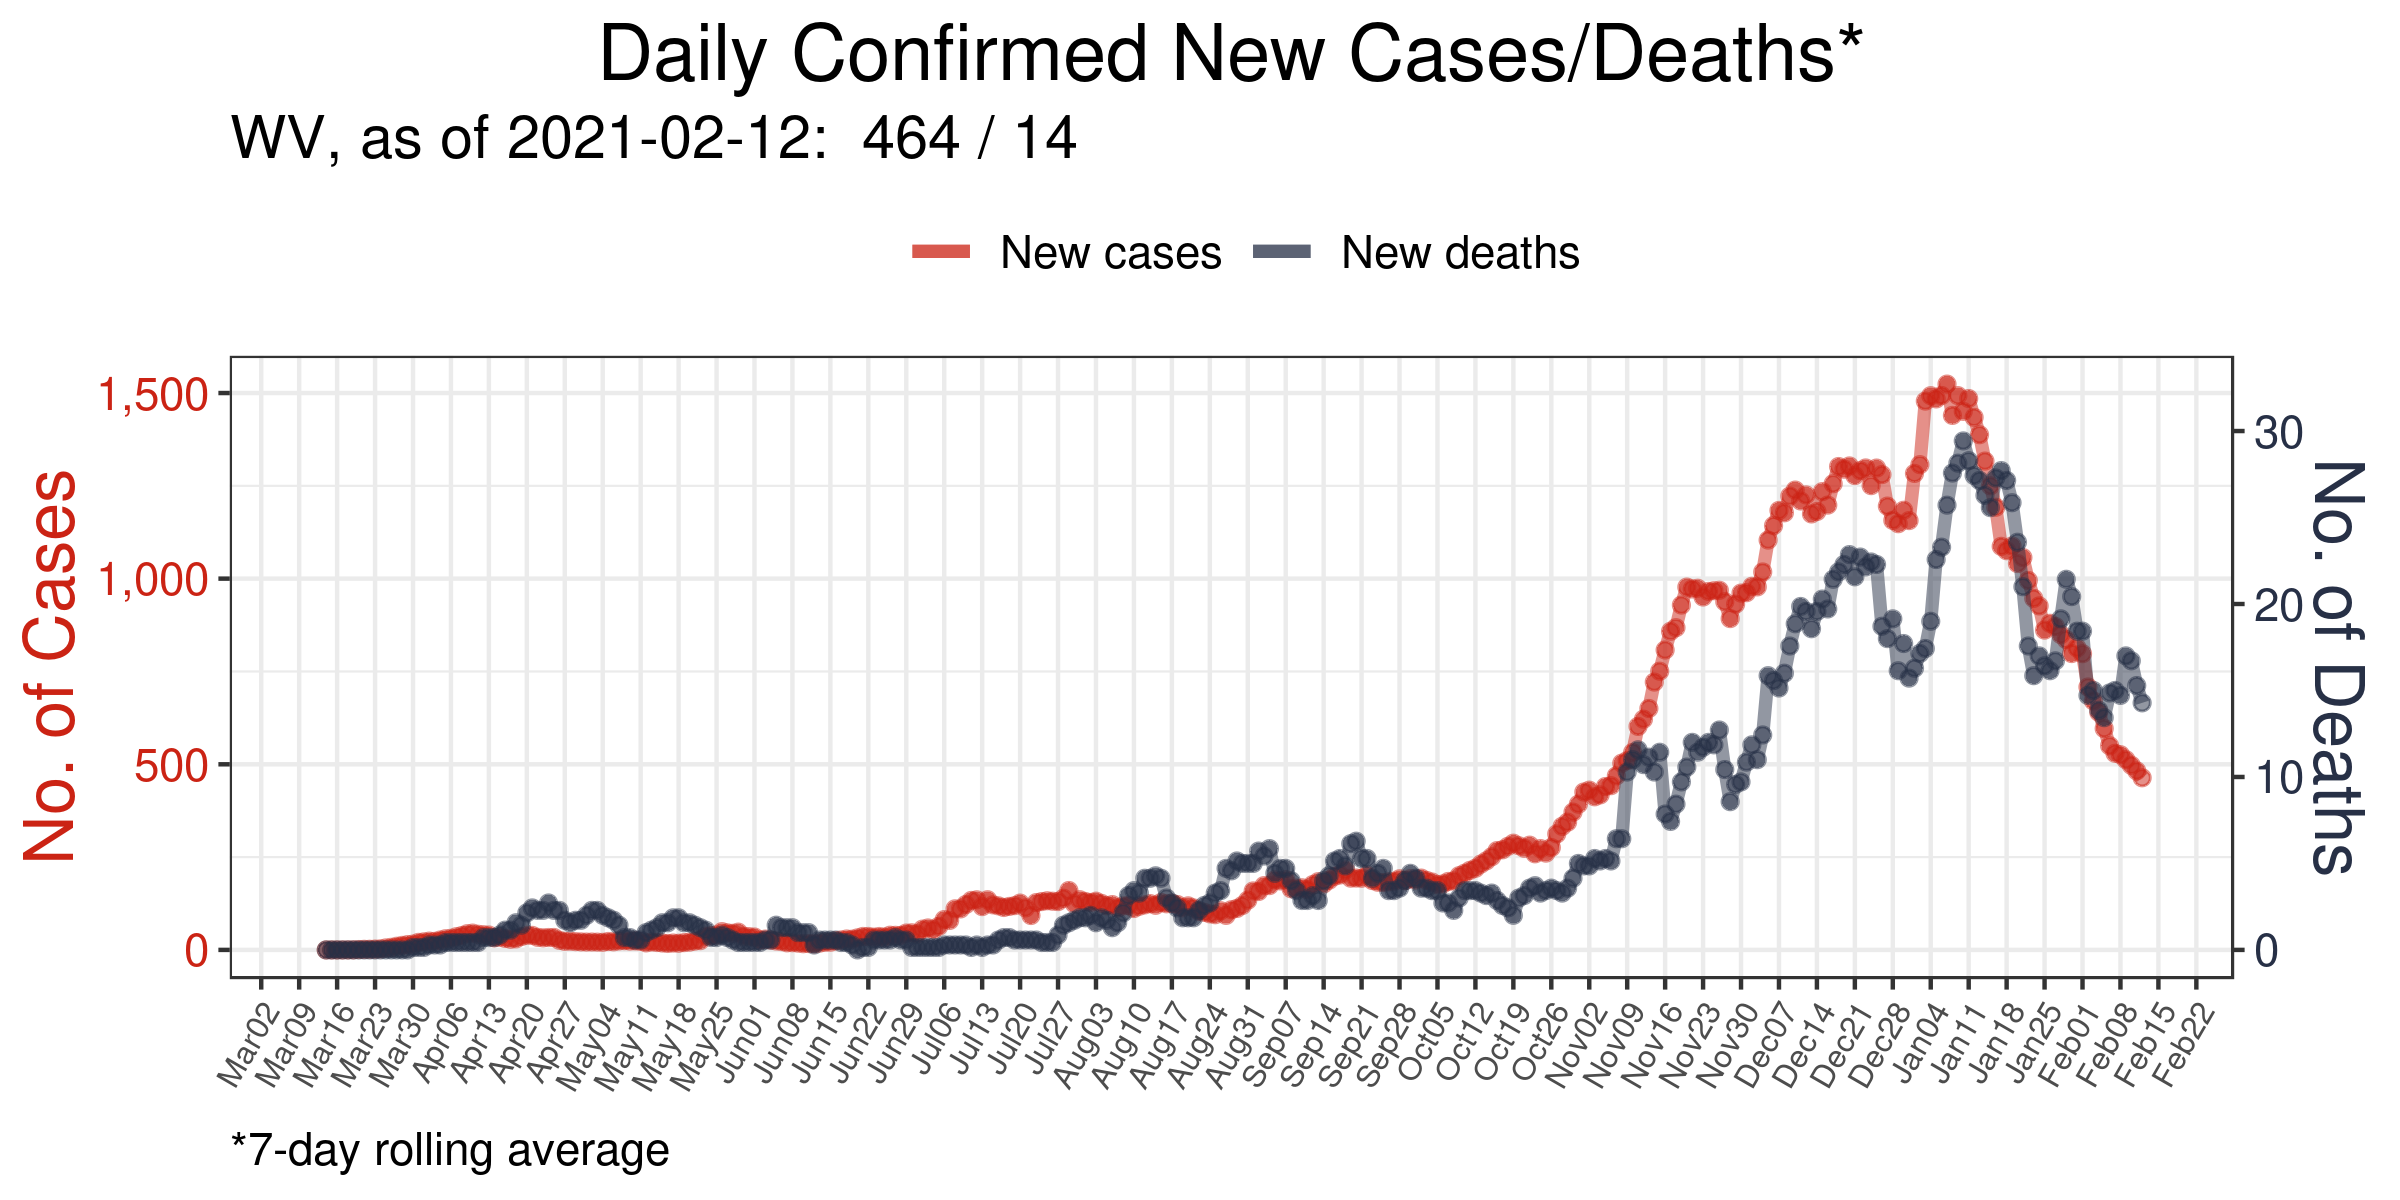 Daily Confirmed New Cases/Deaths*
WV, as of 2021-02-12:  464 / 14
New cases
New deaths
No. of Cases
1,500
1,000
500
0
30
20
10
0
No. of Deaths
Mar02
Mar09
Mar16
Mar23
Mar30
Apr06
Apr13
Apr20
Apr27
May04
May11
May18
May25
Jun01
Jun08
Jun15
Jun22
Jun29
Jul06
Jul13
Jul20
Jul27
Aug03
Aug10
Aug17
Aug24
Aug31
Sep07
Sep14
Sep21
Sep28
Oct05
Oct12
Oct19
Oct26
Nov02
Nov09
Nov16
Nov23
Nov30
Dec07
Dec14
Dec21
Dec28
Jan04
Jan11
Jan18
Jan25
Feb01
Feb08
Feb15
Feb22
*7-day rolling average